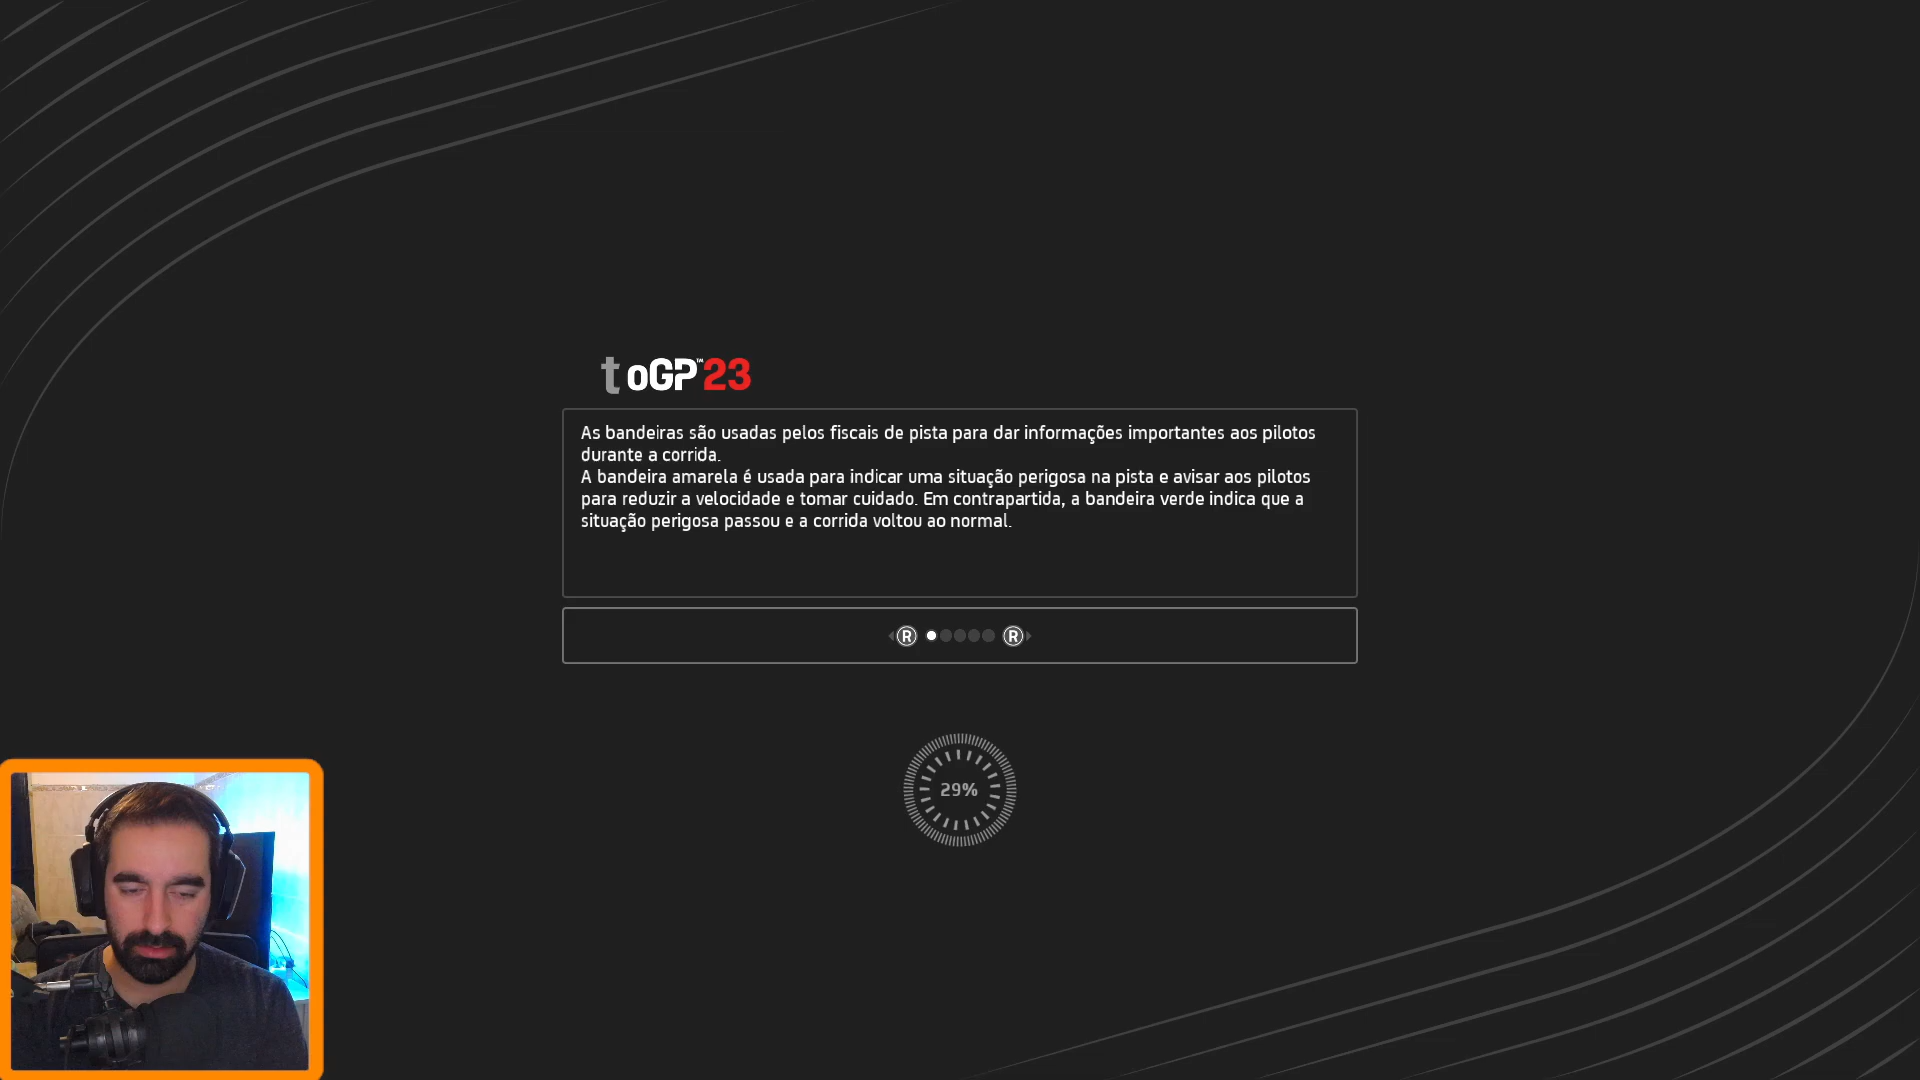 toGP™23
As bandeiras são usadas pelos fiscais de pista para dar informações importantes aos pilotos
durante a corrida.
A bandeira amarela é usada para indicar uma situação perigosa na pista e avisar aos pilotos
para reduzir a velocidade e tomar cuidado. Em contrapartida, a bandeira verde indica que a
situação perigosa passou e a corrida voltou ao normal.
R R
29%